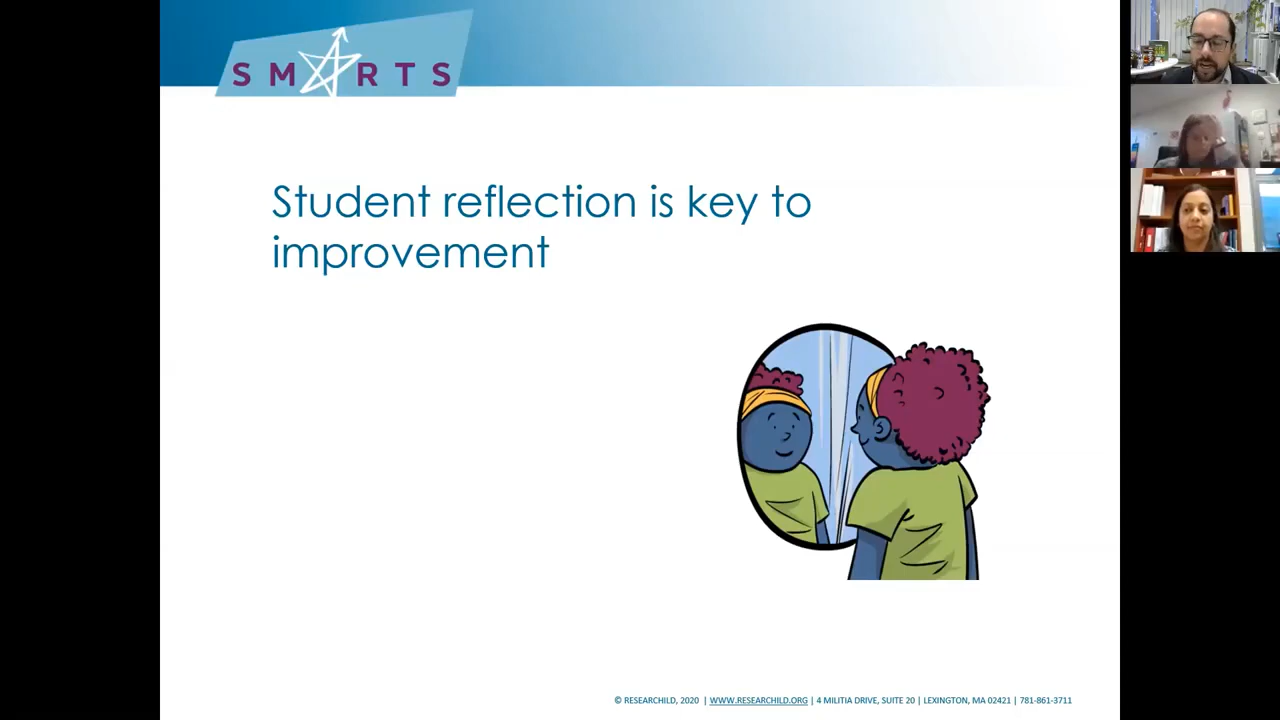 SMARTS
Student reflection is key to
improvement
© RESEARCHILD, 2020 | WWW.RESEARCHILD.ORG | 4 MILITIA DRIVE, SUITE 20 | LEXINGTON, MA 02421 | 781-861-3711